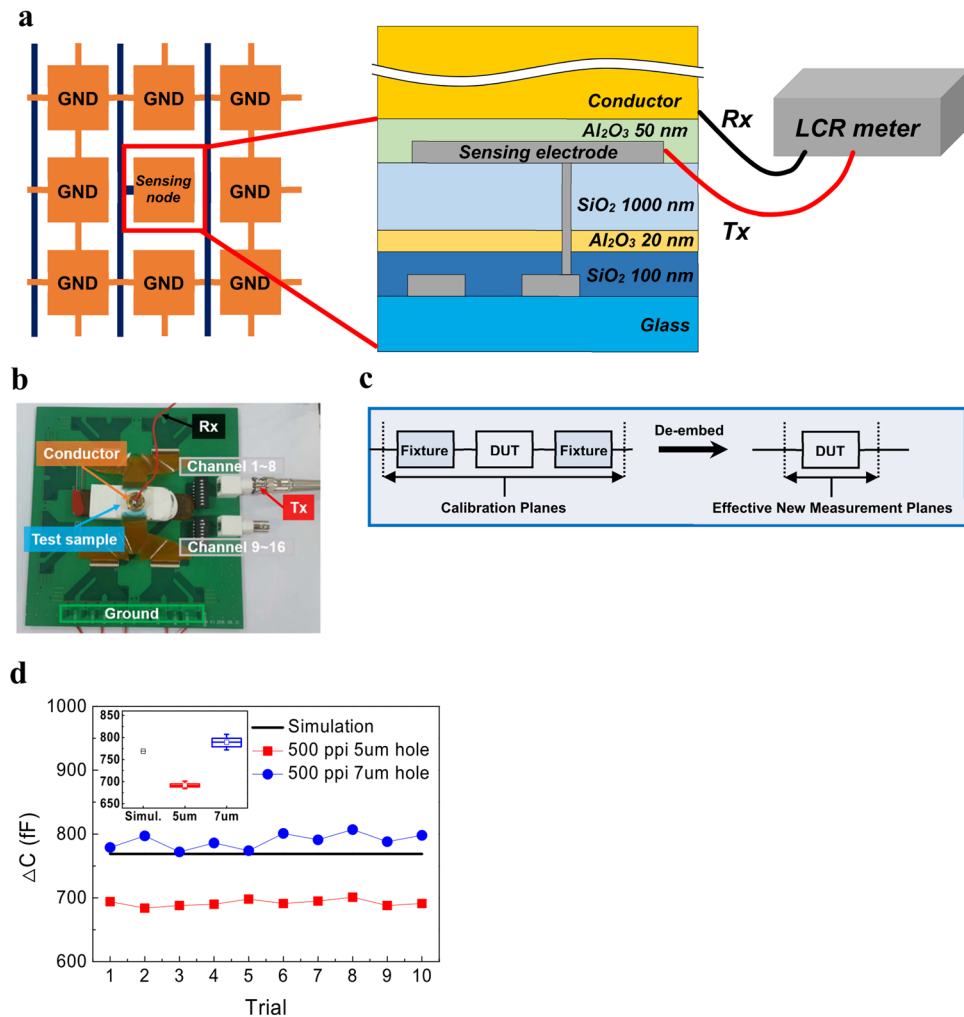 a
GND
GND
GND
GND
Sensing
node
GND
GND
GND
GND
Conductor
Al₂O₃ 50 nm
Sensing electrode
SiO₂ 1000 nm
Al₂O₃ 20 nm
SiO₂ 100 nm
Glass
Rx
Tx
LCR meter
b
Rx
Conductor
Channel 1~8
Tx
Test sample
Channel 9~16
Ground
c
Fixture
DUT
Fixture
De-embed
DUT
Calibration Planes
Effective New Measurement Planes
d
1000
900
800
700
600
△C (fF)
850
800
750
700
650
Simul.
5um
7um
Simulation
500 ppi 5um hole
500 ppi 7um hole
1 2 3 4 5 6 7 8 9 10
Trial